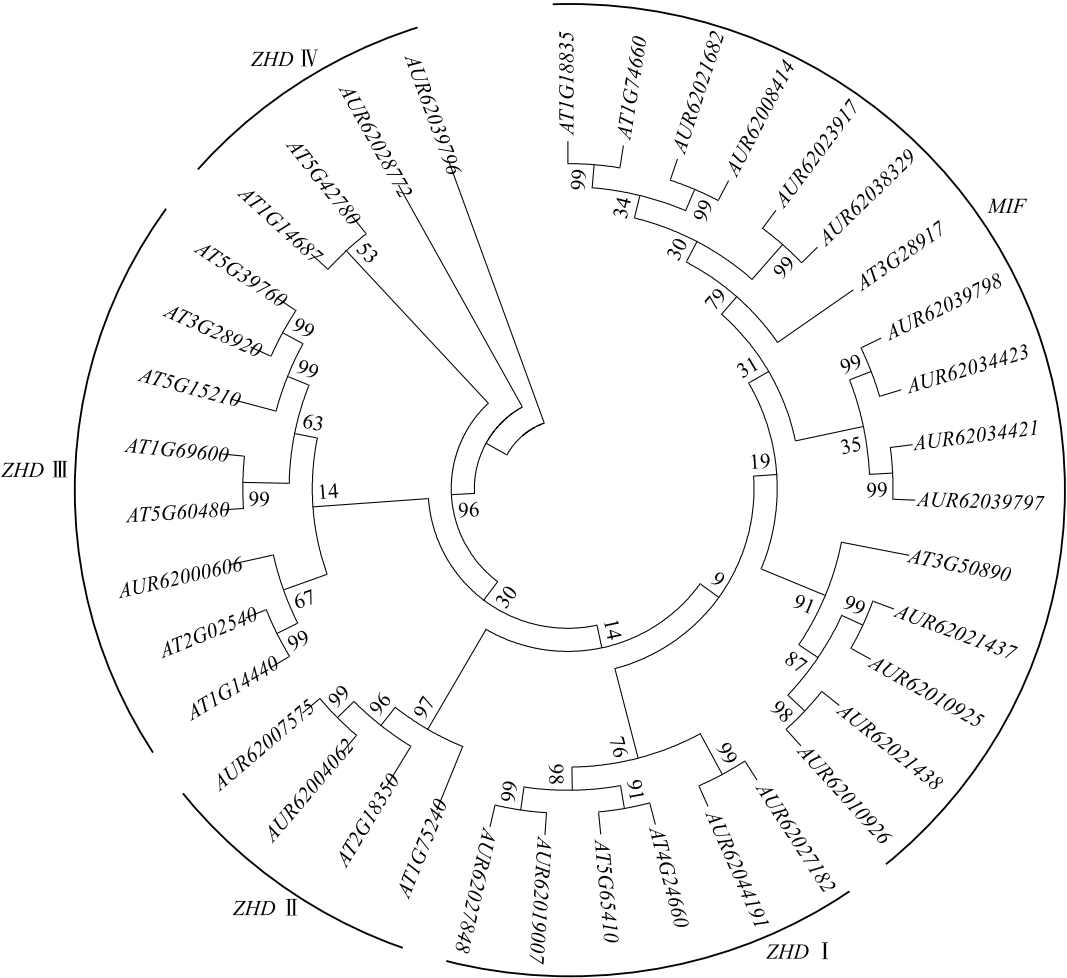 ZHD Ⅳ
AUR62039796
AUR62028772
AT5G42780
AT1G14687
53
AT1G18835
AT1G74660
AUR62021682
AUR62008414
AUR62023917
AUR62038329
AT3G28917
MIF
99
99
34
30
99
79
31
AUR62039798
AUR62034423
99
35
AUR62034421
AUR62039797
99
19
AT3G50890
91
AUR62021437
AUR62010925
99
87
AUR62021438
AUR62010926
98
9
AUR62027182
AUR62044191
99
76
AT4G24660
AT5G65410
91
98
AUR62019007
AUR62027848
99
ZHD Ⅰ
14
AT1G75240
AT2G18350
AUR62004062
AUR62007575
97
96
99
ZHD Ⅱ
30
96
AT1G14440
AT2G02540
AUR62000606
99
67
14
AT5G60480
AT1G69600
99
63
AT5G15210
AT3G28920
AT5G39760
99
99
ZHD Ⅲ